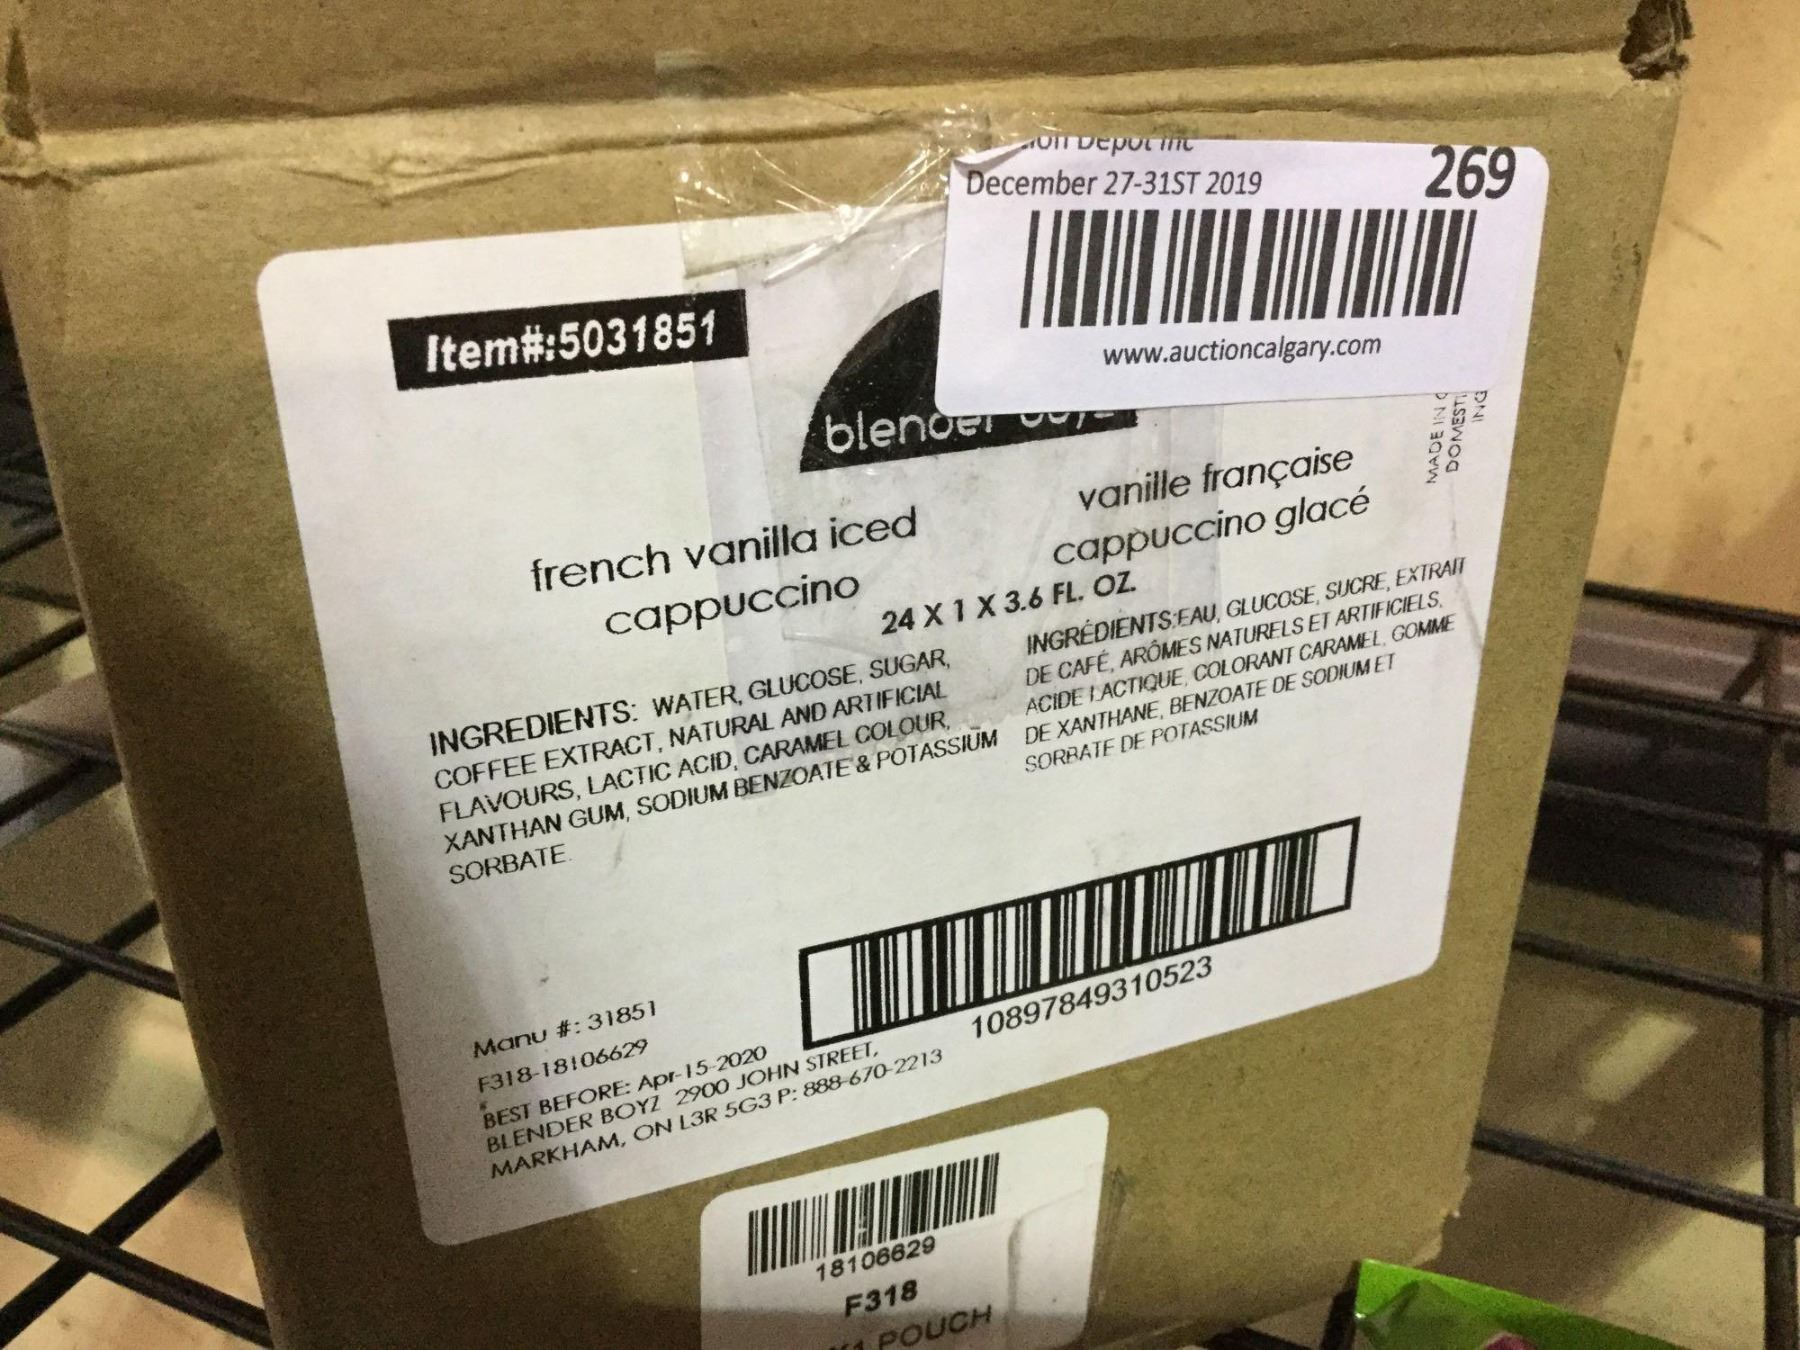 December 27-31ST 2019
269
www.auctioncalgary.com
Item#:5031851
blender
MADE IN
french vanilla iced
cappuccino
vanille française
cappuccino glacé
24 X 1 X 3.6 FL. OZ.
INGREDIENTS: WATER, GLUCOSE, SUGAR,
COFFEE EXTRACT, NATURAL AND ARTIFICIAL
FLAVOURS, LACTIC ACID, CARAMEL COLOUR,
XANTHAN GUM, SODIUM BENZOATE & POTASSIUM
SORBATE.
INGRÉDIENTS:EAU, GLUCOSE, SUCRE, EXTRAIT
DE CAFÉ, ARÔMES NATURELS ET ARTIFICIELS,
ACIDE LACTIQUE, COLORANT CARAMEL, GOMME
DE XANTHANE, BENZOATE DE SODIUM ET
SORBATE DE POTASSIUM
10897849310523
Manu #: 31851
F318-18106629
BEST BEFORE: Apr-15-2020
BLENDER BOYZ 2900 JOHN STREET,
MARKHAM, ON L3R 5G3 P: 888-670-2213
18106629
F318
POUCH